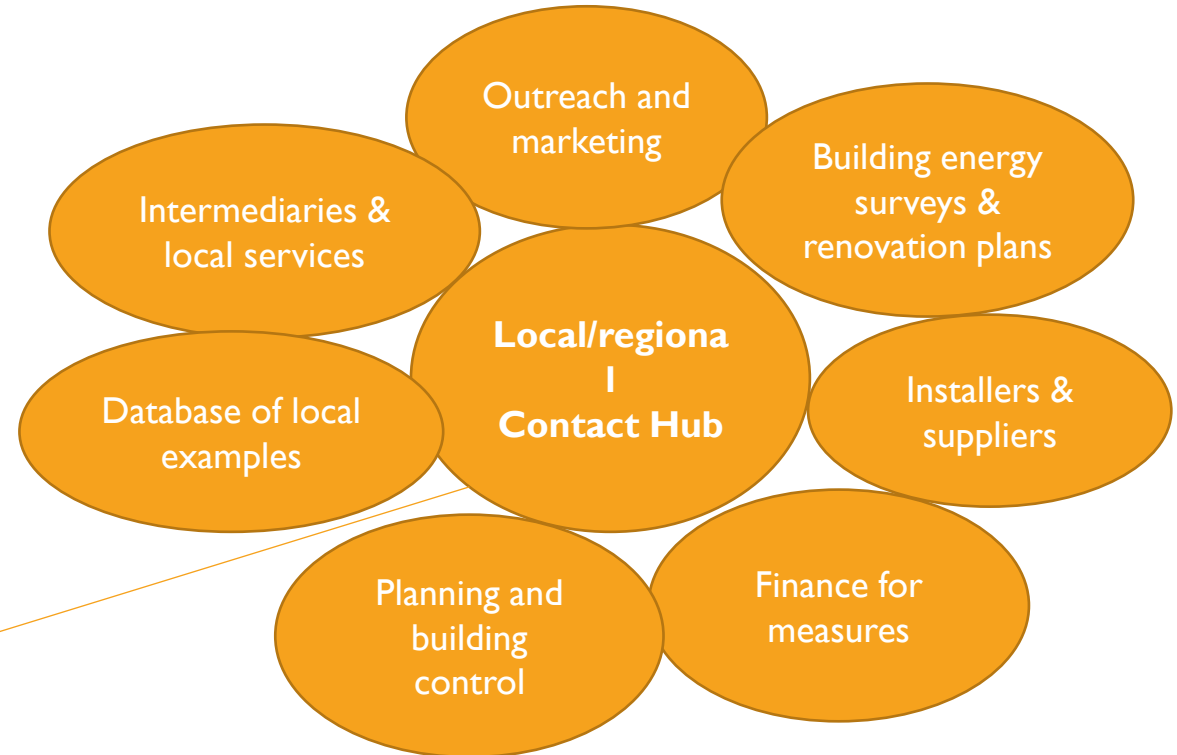 Outreach and
marketing
Building energy
surveys &
renovation plans
Intermediaries &
local services
Local/regiona
l
Contact Hub
Installers &
suppliers
Database of local
examples
Finance for
measures
Planning and
building
control